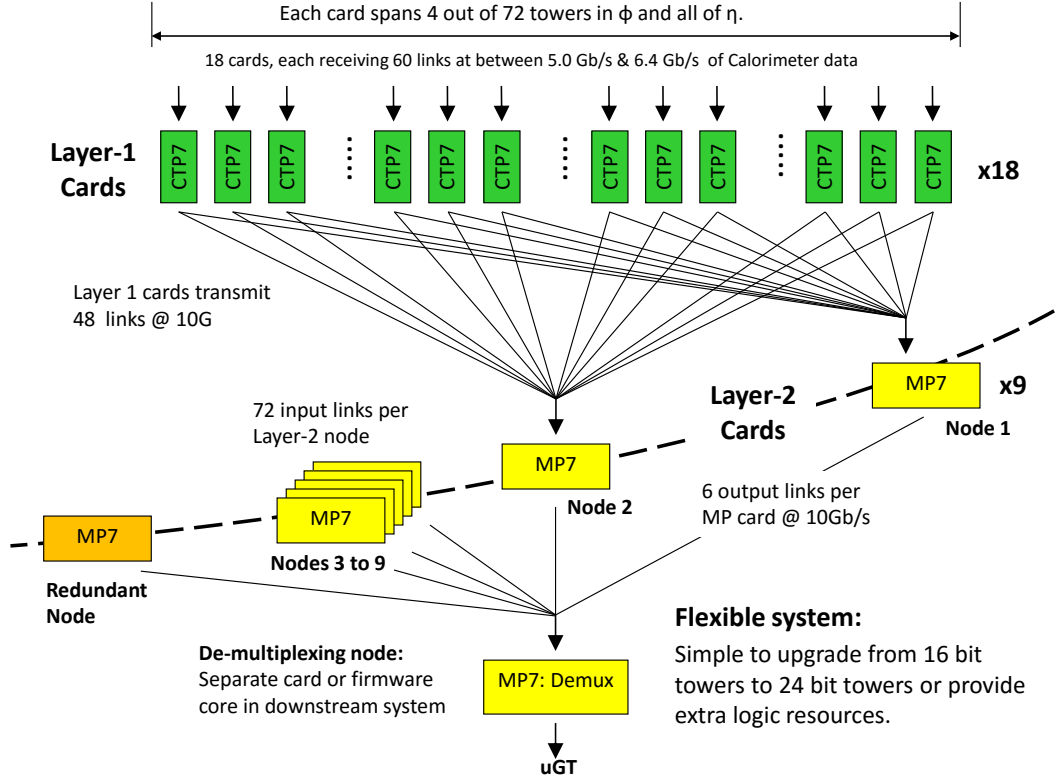 Each card spans 4 out of 72 towers in ϕ and all of η.
18 cards, each receiving 60 links at between 5.0 Gb/s & 6.4 Gb/s of Calorimeter data
Layer-1
Cards
CTP7
CTP7
CTP7
CTP7
CTP7
CTP7
CTP7
CTP7
CTP7
CTP7
CTP7
CTP7
x18
Layer 1 cards transmit
48 links @ 10G
MP7
x9
Node 1
Layer-2
Cards
72 input links per
Layer-2 node
MP7
Node 2
6 output links per
MP card @ 10Gb/s
MP7
Nodes 3 to 9
MP7
Redundant
Node
De-multiplexing node:
Separate card or firmware
core in downstream system
MP7: Demux
uGT
Flexible system:
Simple to upgrade from 16 bit
towers to 24 bit towers or provide
extra logic resources.